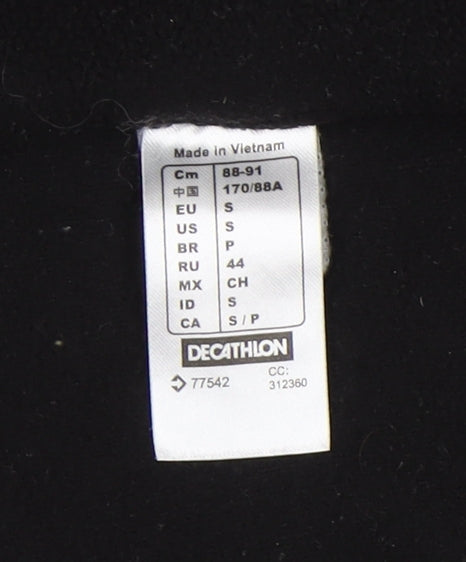 Made in Vietnam
Cm 88-91
中国 170/88A
EU S
US S
BR P
RU 44
MX CH
ID S
CA S / P
DECATHLON
77542 CC:
312360